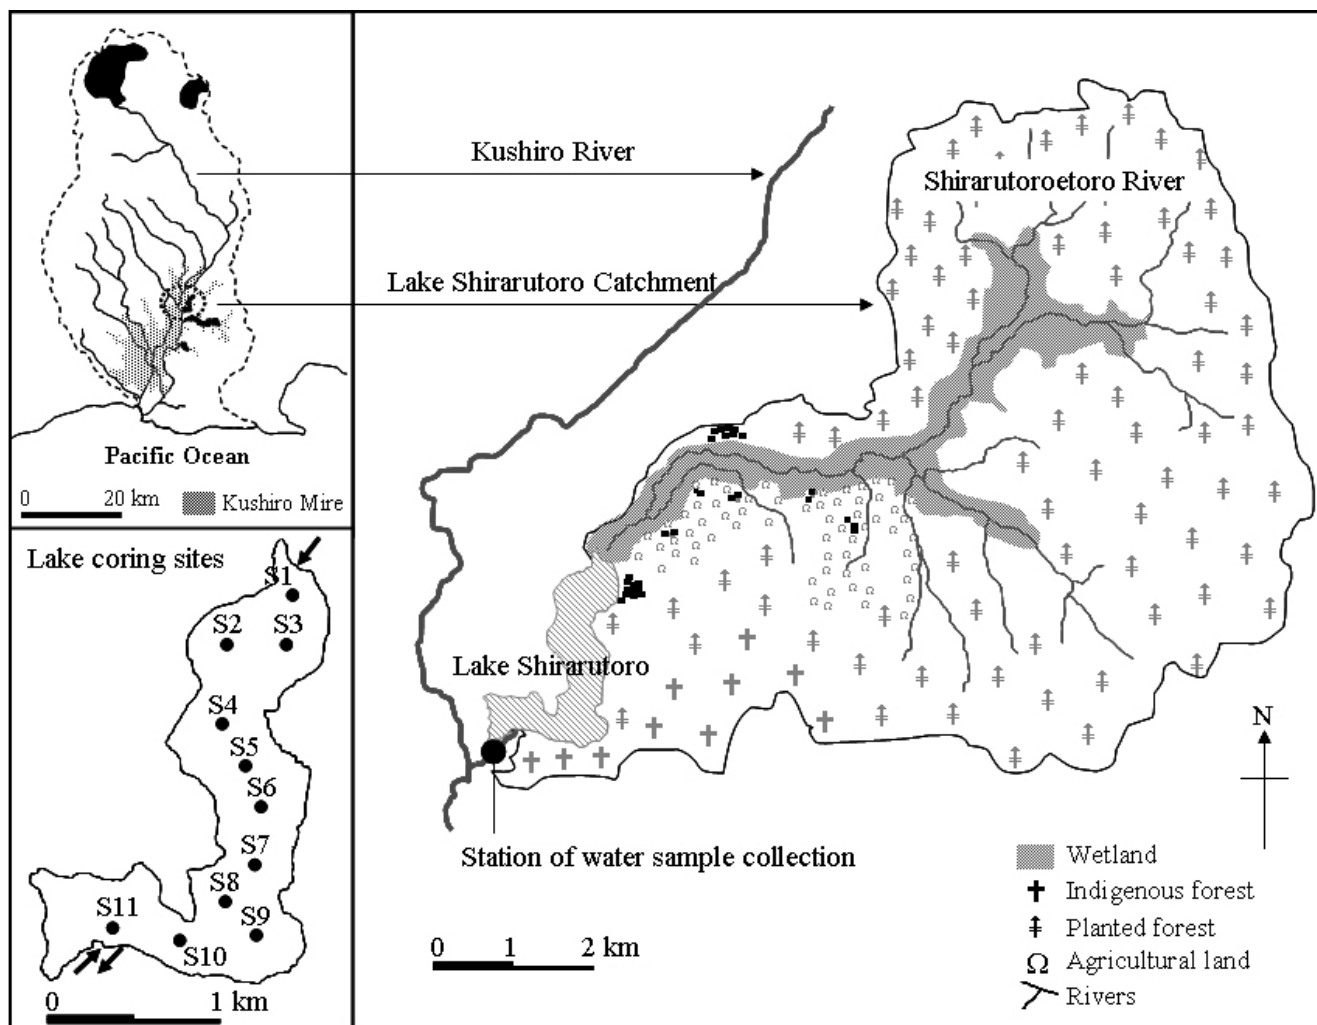 Pacific Ocean
0 20 km Kushiro Mire
Lake coring sites
S1
S2 S3
S4
S5
S6
S7
S8
S11 S9
S10
0 1 km
Kushiro River
Shirarutoroetoro River
Lake Shirarutoro Catchment
Lake Shirarutoro
N
Station of water sample collection
0 1 2 km
Wetland
Indigenous forest
Planted forest
Agricultural land
Rivers